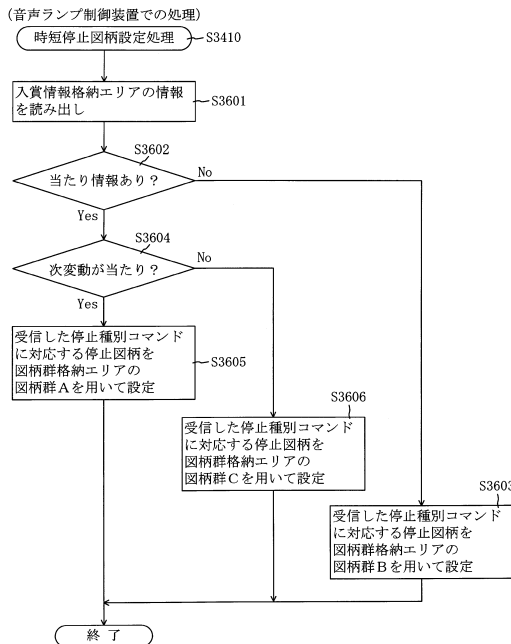 (音声ランプ制御装置での処理)
時短停止図柄設定処理
S3410
入賞情報格納エリアの情報
を読み出し
S3601
S3602
当たり情報あり？
No
Yes
S3604
次変動が当たり？
No
Yes
受信した停止種別コマンド
に対応する停止図柄を
図柄群格納エリアの
図柄群Aを用いて設定
S3605
S3606
受信した停止種別コマンド
に対応する停止図柄を
図柄群格納エリアの
図柄群Cを用いて設定
S3603
受信した停止種別コマンド
に対応する停止図柄を
図柄群格納エリアの
図柄群Bを用いて設定
終了